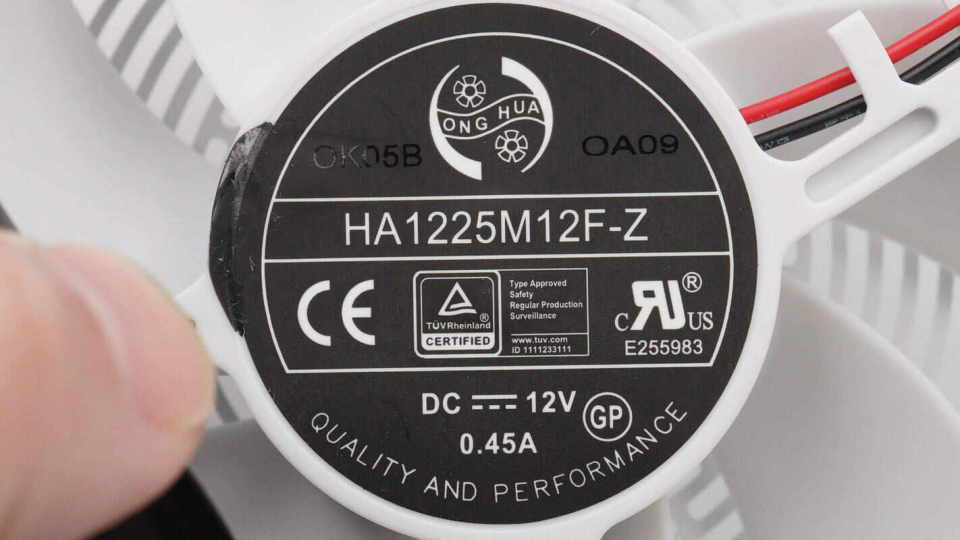 ONG HUA
OK05B
OA09
HA1225M12F-Z
CE
TÜVRheinland
CERTIFIED
Type Approved
Safety
Regular Production
Surveillance
www.tuv.com
ID 1111233111
®
C RU US ®
E255983
DC 12V
0.45A
GP
QUALITY AND PERFORMANCE